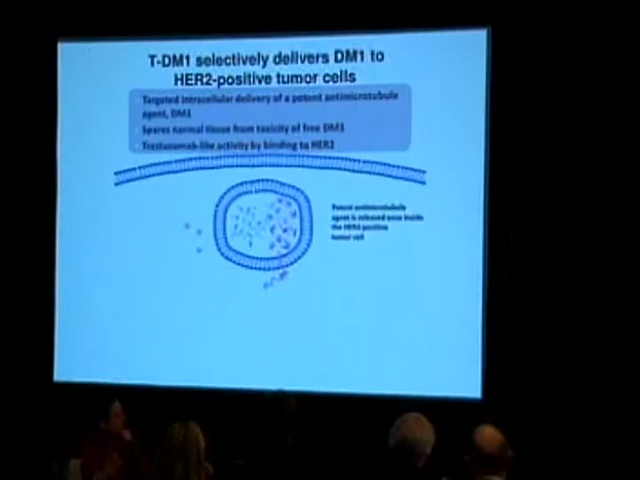 T-DM1 selectively delivers DM1 to
HER2-positive tumor cells
Targeted intracellular delivery of a potent antimicrotubule
agent, DM1
Spares normal tissue from toxicity of free DM1
Trastuzumab-like activity by binding to HER2
Potent antimicrotubule
agent is released once inside
the HER2-positive
tumor cell